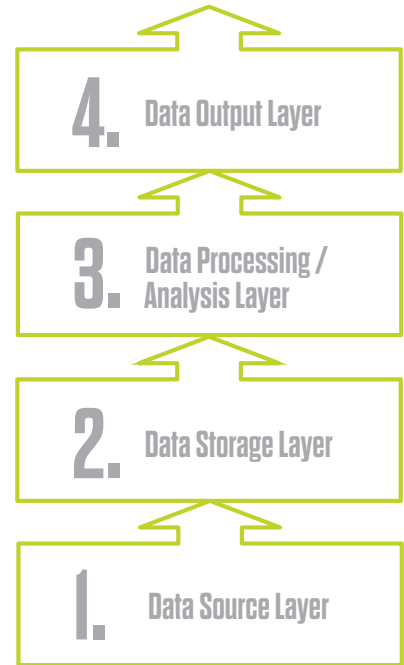 4.
Data Output Layer
3.
Data Processing /
Analysis Layer
2.
Data Storage Layer
1.
Data Source Layer